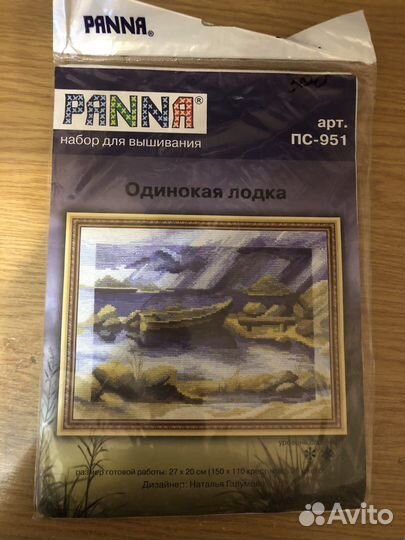 PANNA®
PANNA®
набор для вышивания
арт.
ПС-951
Одинокая лодка
размер готовой работы: 27 х 20 см (150 х 110
Дизайнер: Наталья
Avito